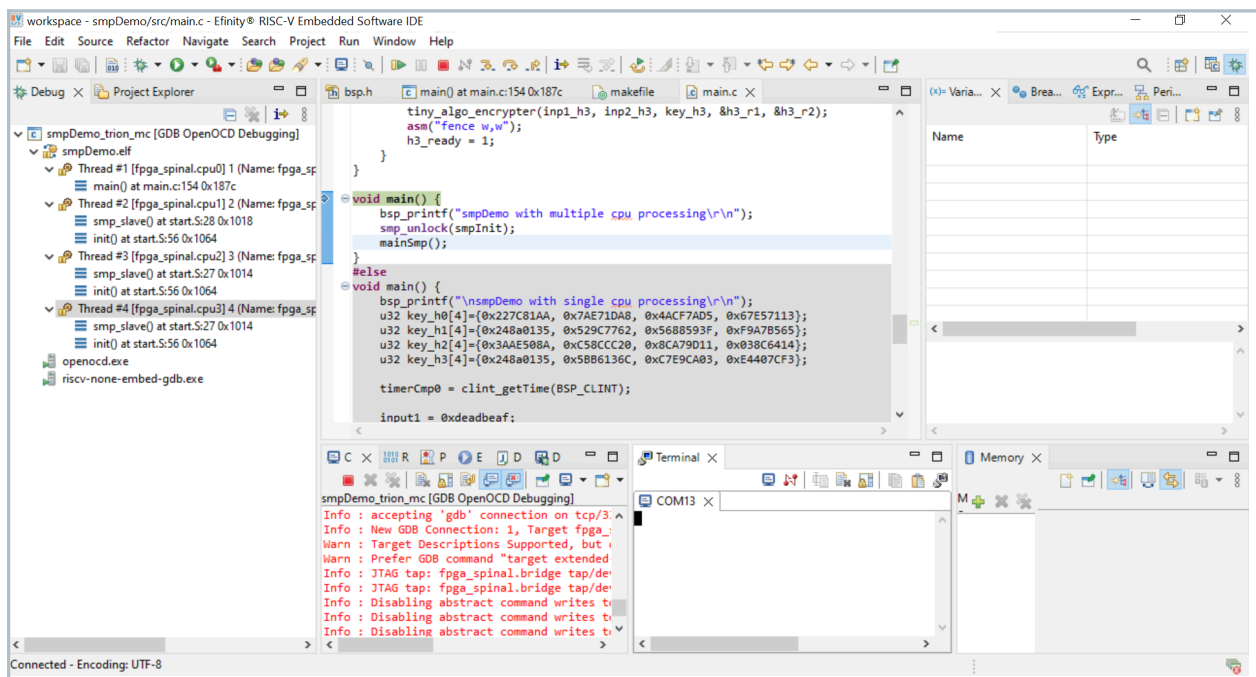 workspace - smpDemo/src/main.c - Efinity® RISC-V Embedded Software IDE
File Edit Source Refactor Navigate Search Project Run Window Help
Debug
Project Explorer
smpDemo_trion_mc [GDB OpenOCD Debugging]
smpDemo.elf
Thread #1 [fpga_spinal.cpu0] 1 (Name: fpga_sp
main() at main.c:154 0x187c
Thread #2 [fpga_spinal.cpu1] 2 (Name: fpga_sp
smp_slave() at start.S:28 0x1018
init() at start.S:56 0x1064
Thread #3 [fpga_spinal.cpu2] 3 (Name: fpga_sp
smp_slave() at start.S:27 0x1014
init() at start.S:56 0x1064
Thread #4 [fpga_spinal.cpu3] 4 (Name: fpga_sp
smp_slave() at start.S:27 0x1014
init() at start.S:56 0x1064
openocd.exe
riscv-none-embed-gdb.exe
bsp.h
main() at main.c:154 0x187c
makefile
main.c
tiny_algo_encrypter(inp1_h3, inp2_h3, key_h3, &h3_r1, &h3_r2);
asm("fence w,w");
h3_ready = 1;
}
}
void main() {
bsp_printf("smpDemo with multiple cpu processing\r\n");
smp_unlock(smpInit);
mainSmp();
}
#else
void main() {
bsp_printf("\nsmpDemo with single cpu processing\r\n");
u32 key_h0[4]={0x227C81AA, 0x7AE71DA8, 0x4ACF7AD5, 0x67E57113};
u32 key_h1[4]={0x248a0135, 0x529C7762, 0x5688593F, 0xF9A7B565};
u32 key_h2[4]={0x3AAE508A, 0xC58CCC20, 0x8CA79D11, 0x038C6414};
u32 key_h3[4]={0x248a0135, 0x5BB6136C, 0xC7E9CA03, 0xE4407CF3};
timerCmp0 = clint_getTime(BSP_CLINT);
input1 = 0xdeadbeaf;
(x)= Varia...
Brea...
Expr...
Peri...
Name Type
C R P E D D
smpDemo_trion_mc [GDB OpenOCD Debugging]
Info : accepting 'gdb' connection on tcp/3
Info : New GDB Connection: 1, Target fpga_
Warn : Target Descriptions Supported, but
Warn : Prefer GDB command "target extended
Info : JTAG tap: fpga_spinal.bridge tap/de
Info : JTAG tap: fpga_spinal.bridge tap/de
Info : Disabling abstract command writes t
Info : Disabling abstract command writes t
Info : Disabling abstract command writes t
Terminal
COM13
Memory
M
Connected - Encoding: UTF-8